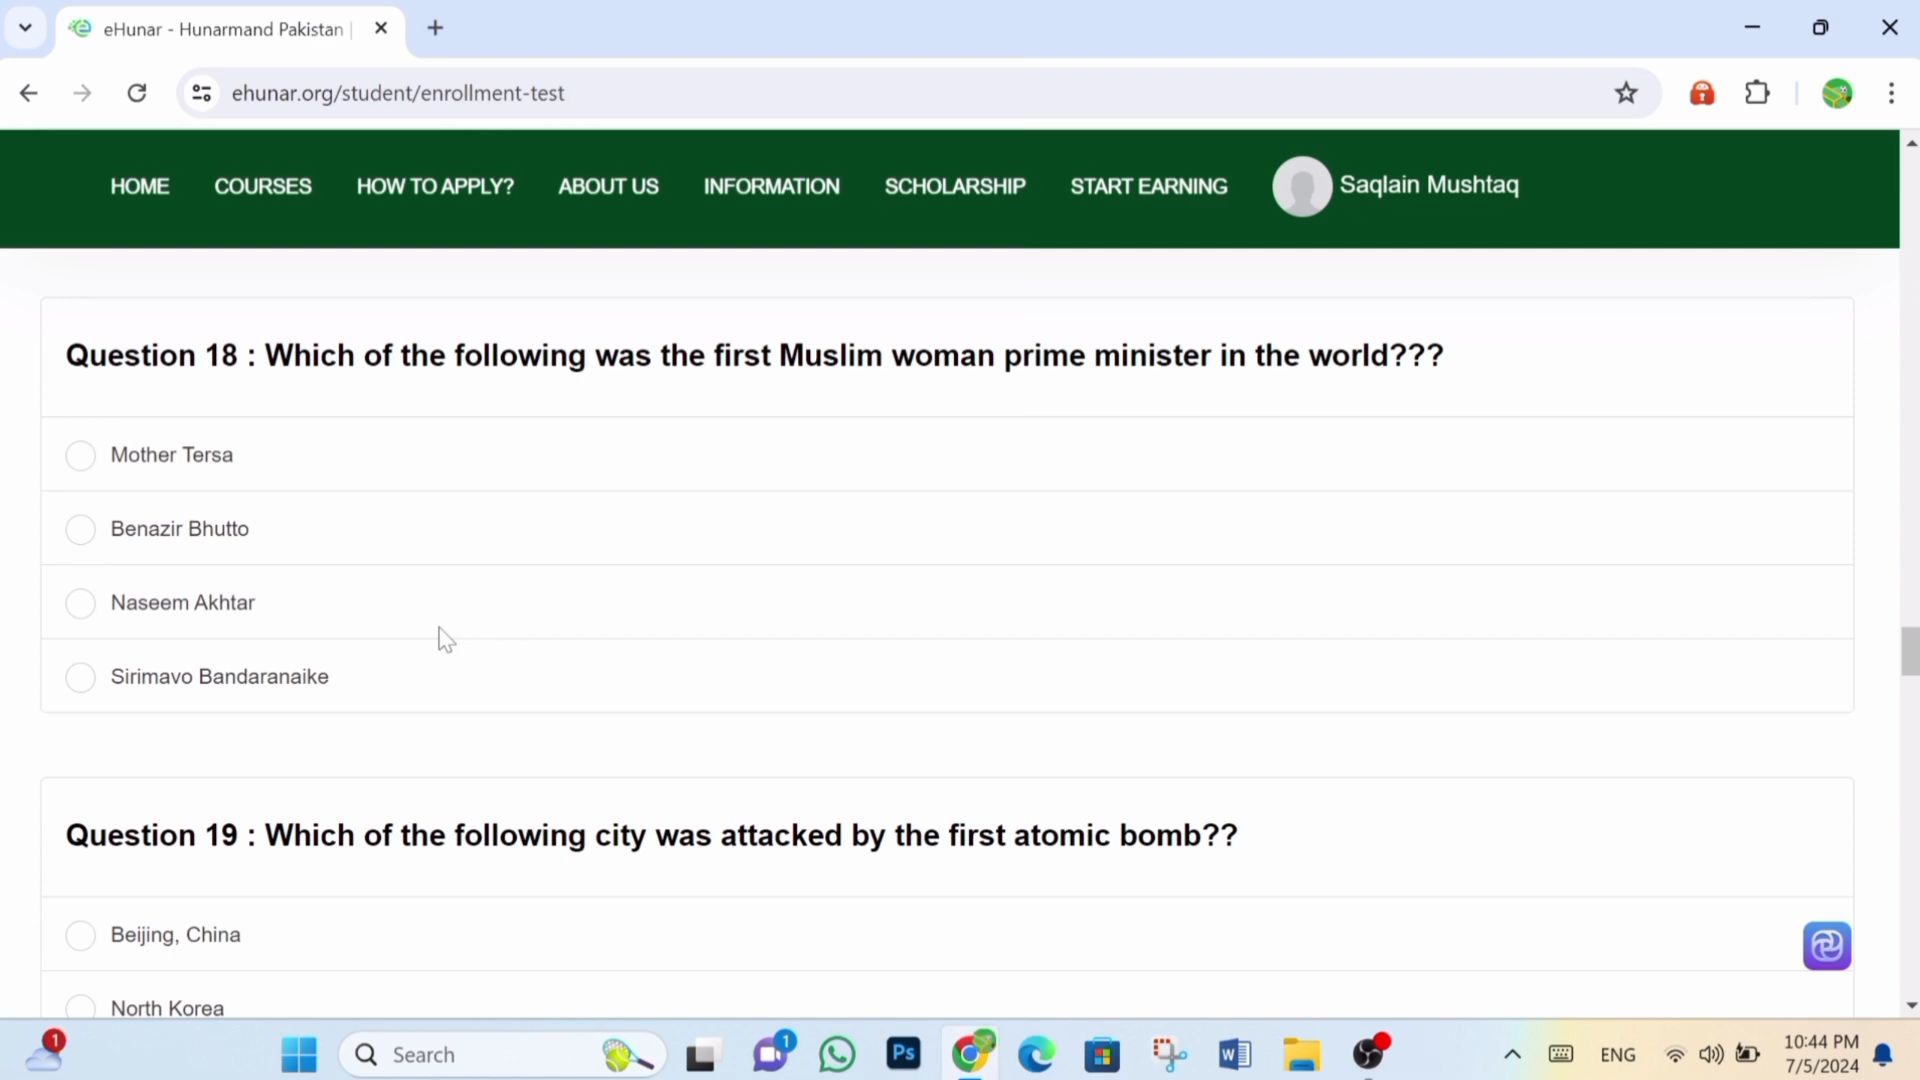 eHunar - Hunarmand Pakistan |
ehunar.org/student/enrollment-test
HOME COURSES HOW TO APPLY? ABOUT US INFORMATION SCHOLARSHIP START EARNING Saqlain Mushtaq
Question 18 : Which of the following was the first Muslim woman prime minister in the world???
Mother Tersa
Benazir Bhutto
Naseem Akhtar
Sirimavo Bandaranaike
Question 19 : Which of the following city was attacked by the first atomic bomb??
Beijing, China
North Korea
1
Search
1
Ps
W
ENG
10:44 PM
7/5/2024